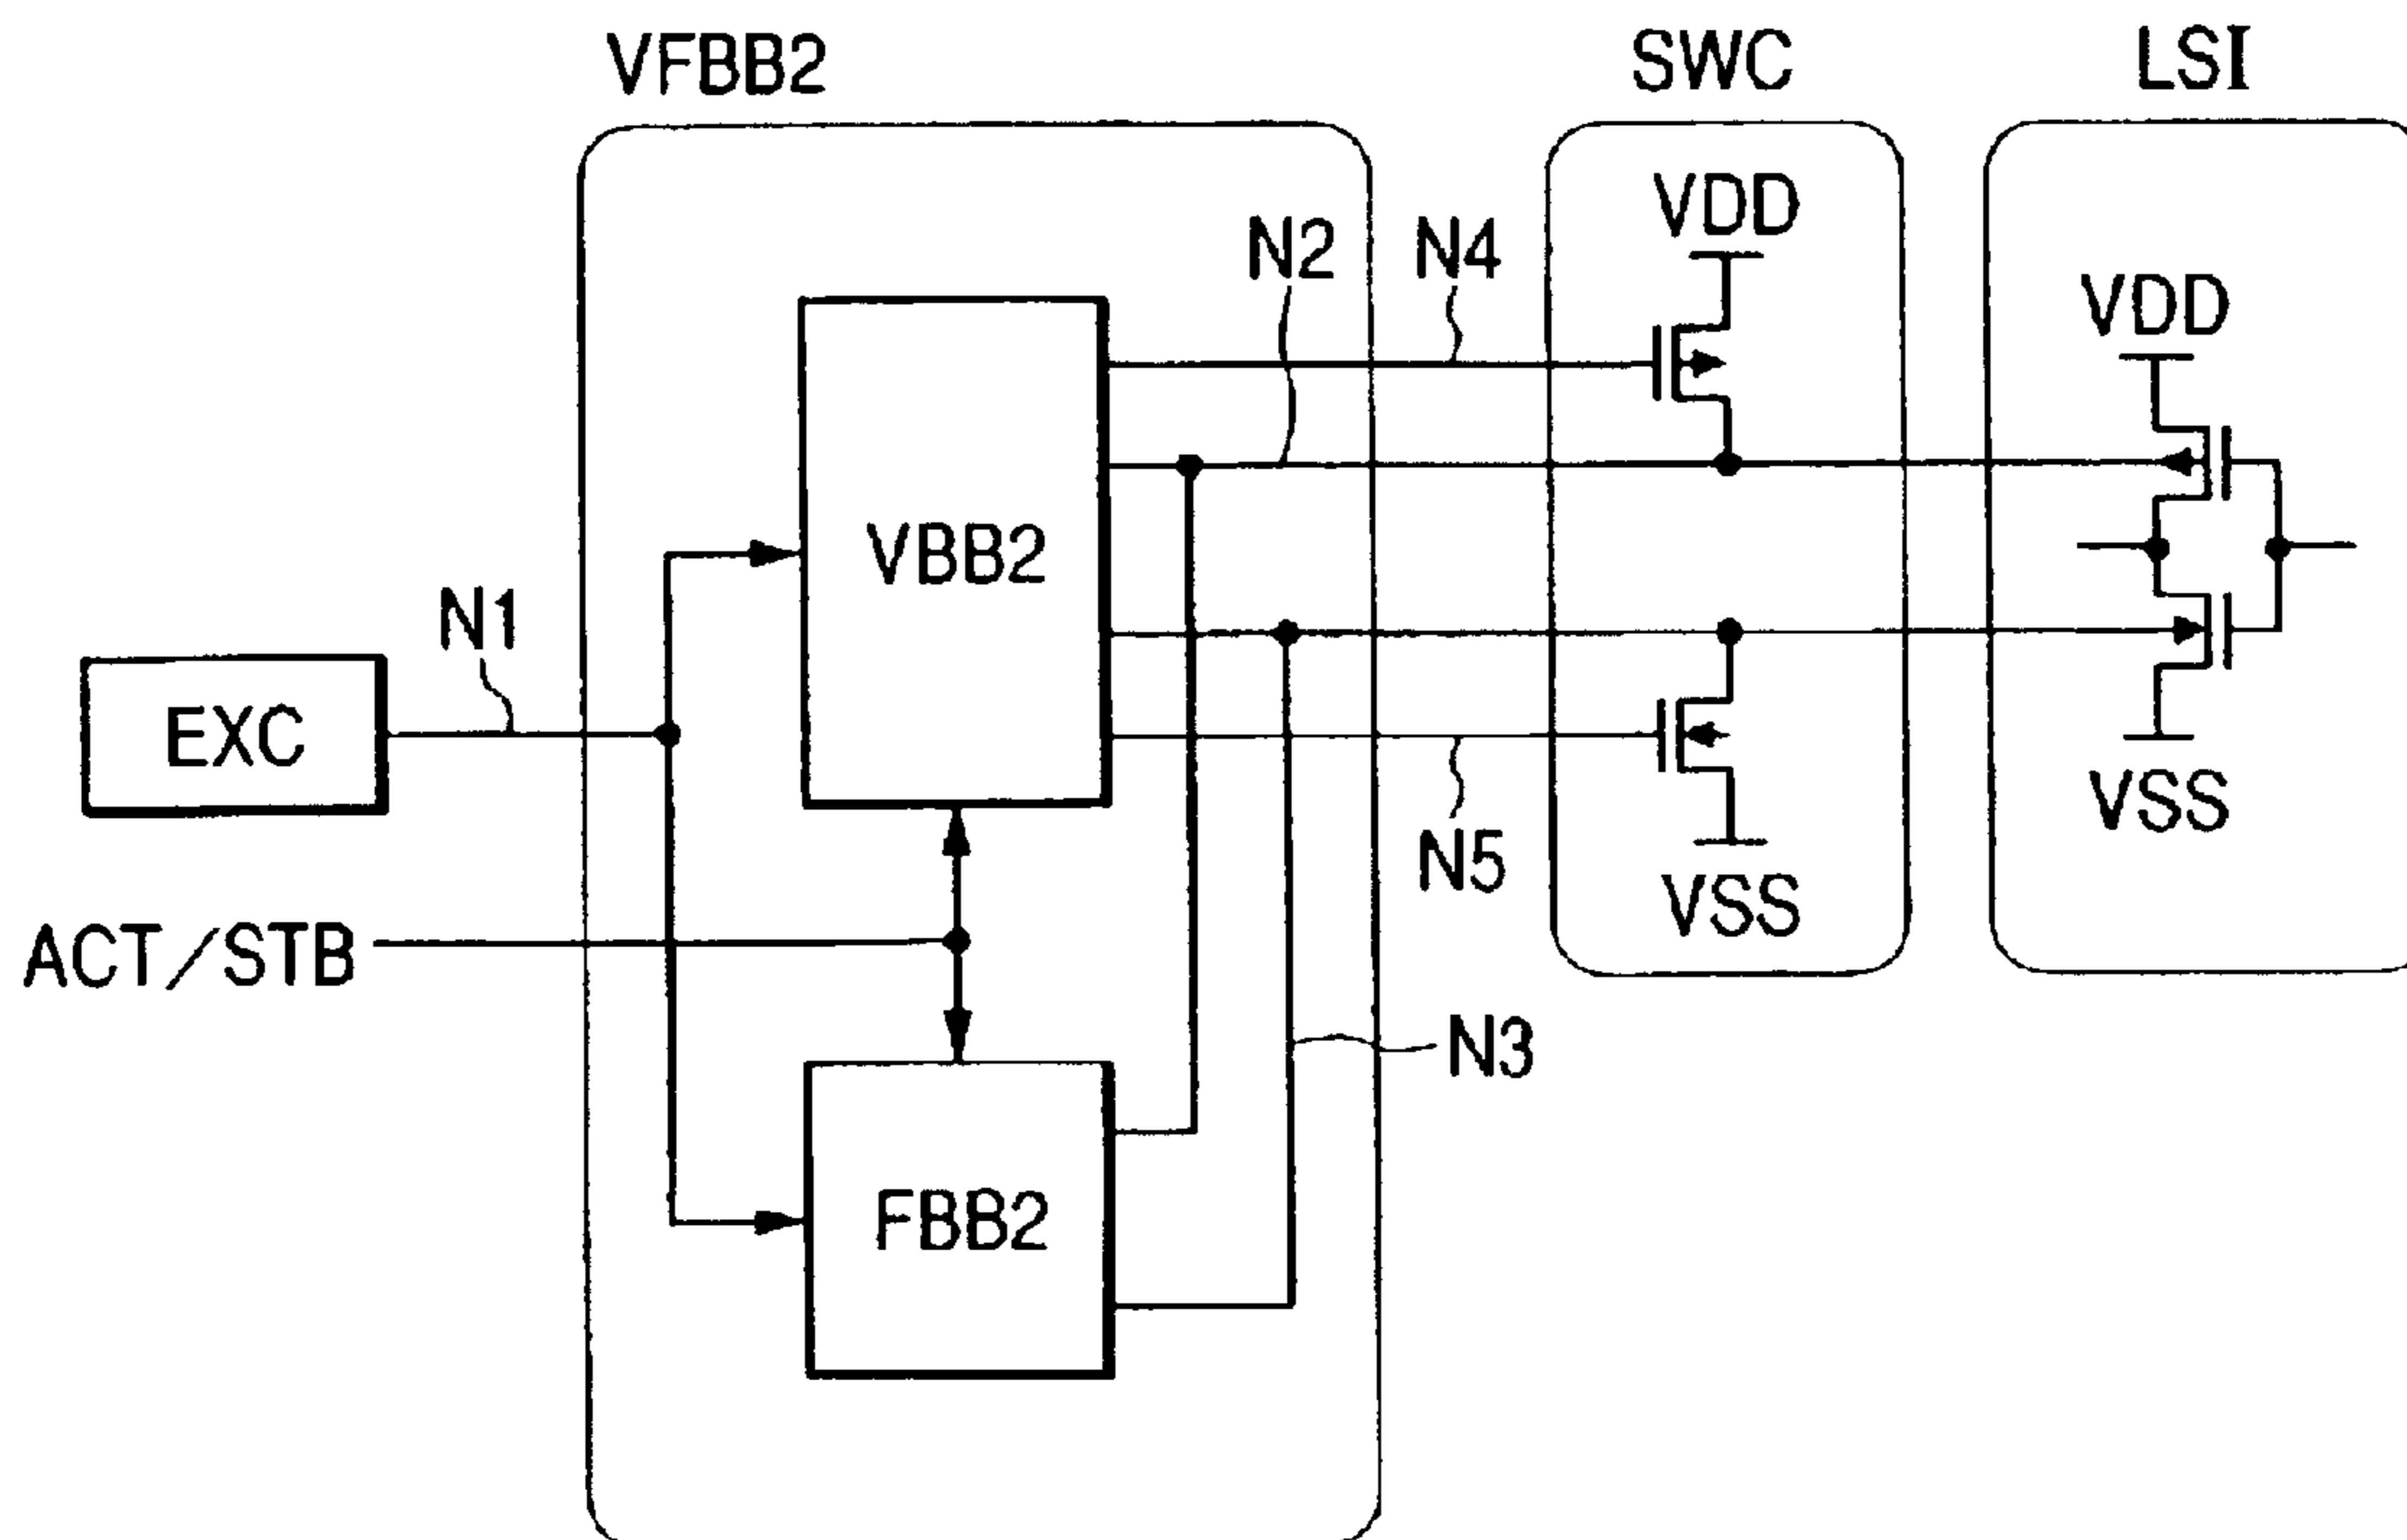 VFBB2
SWC
LSI
VDD
N2
N4
VDD
VBB2
N1
EXC
N5
VSS
VSS
ACT/STB
N3
FBB2